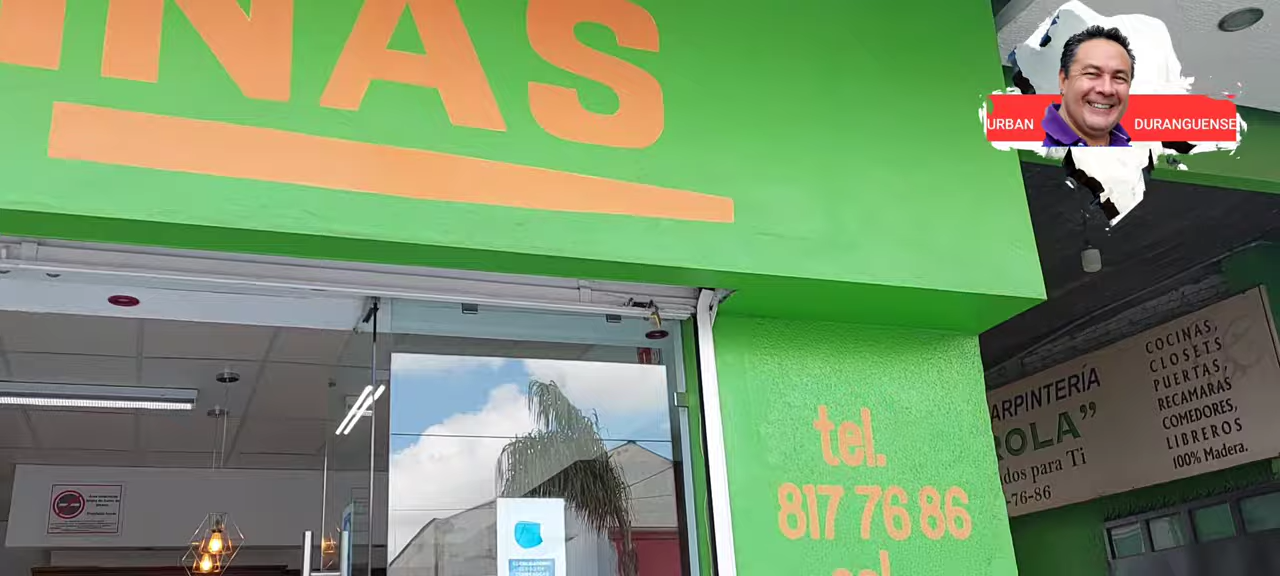 INAS
URBAN DURANGUENSE
COCINAS,
CLOSETS
PUERTAS,
RECAMARAS
COMEDORES,
LIBREROS
100% Madera.
ARPINTERÍA
ROLA”
dos para Ti
-76-86
tel.
817 76 86
cel